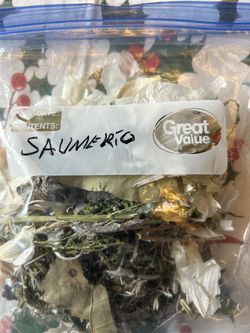 CONTENTS:
SAUMERIO
Great
Value